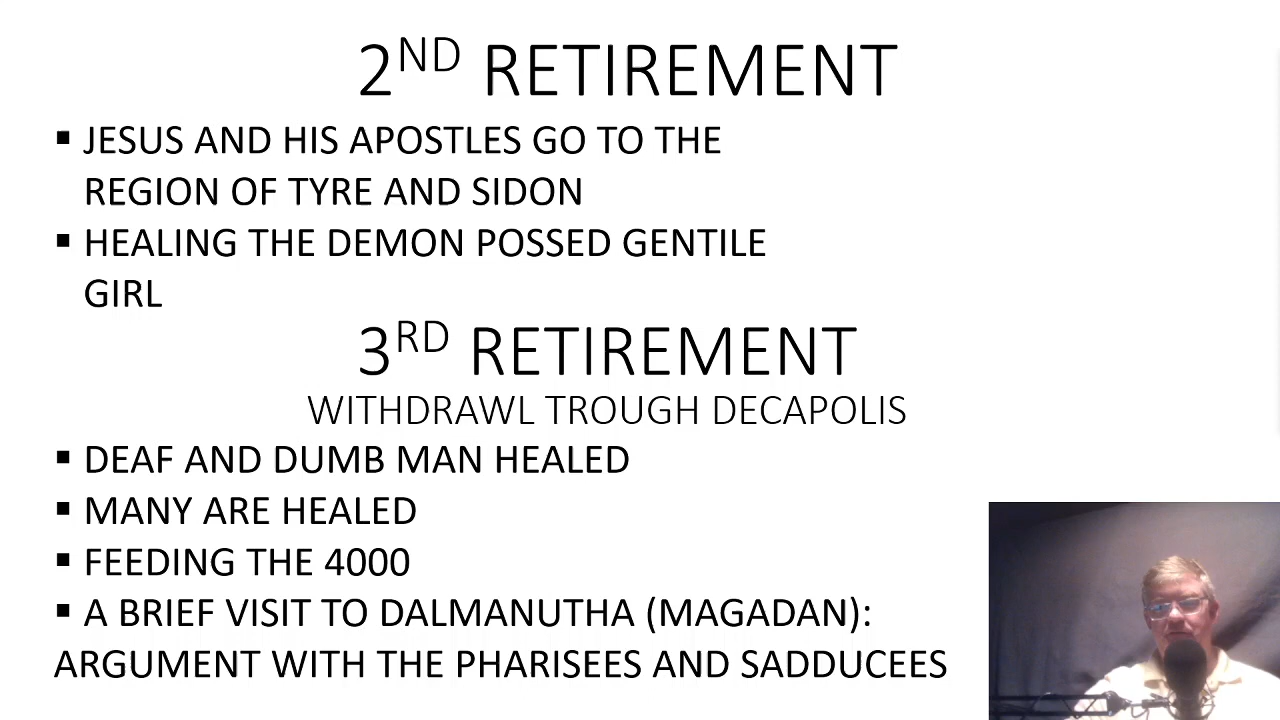 2ND RETIREMENT
▪ JESUS AND HIS APOSTLES GO TO THE
REGION OF TYRE AND SIDON
▪ HEALING THE DEMON POSSED GENTILE
GIRL
3RD RETIREMENT
WITHDRAWL TROUGH DECAPOLIS
▪ DEAF AND DUMB MAN HEALED
▪ MANY ARE HEALED
▪ FEEDING THE 4000
▪ A BRIEF VISIT TO DALMANUTHA (MAGADAN):
ARGUMENT WITH THE PHARISEES AND SADDUCEES